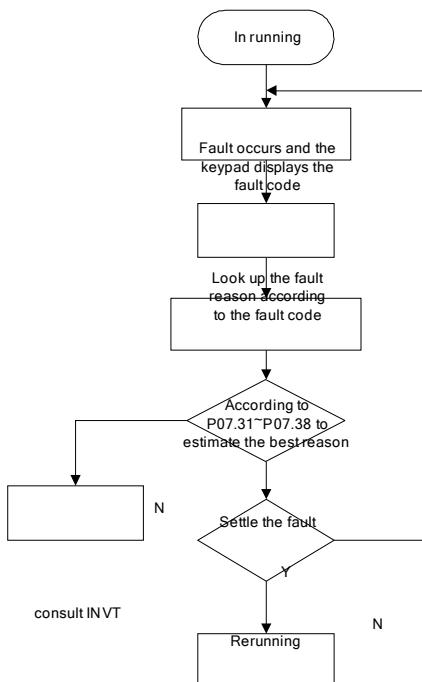 In running
Fault occurs and the
keypad displays the
fault code
Look up the fault
reason according
to the fault code
According to
P07.31~P07.38 to
estimate the best reason
N
Settle the fault
Y
consult INVT
N
Rerunning